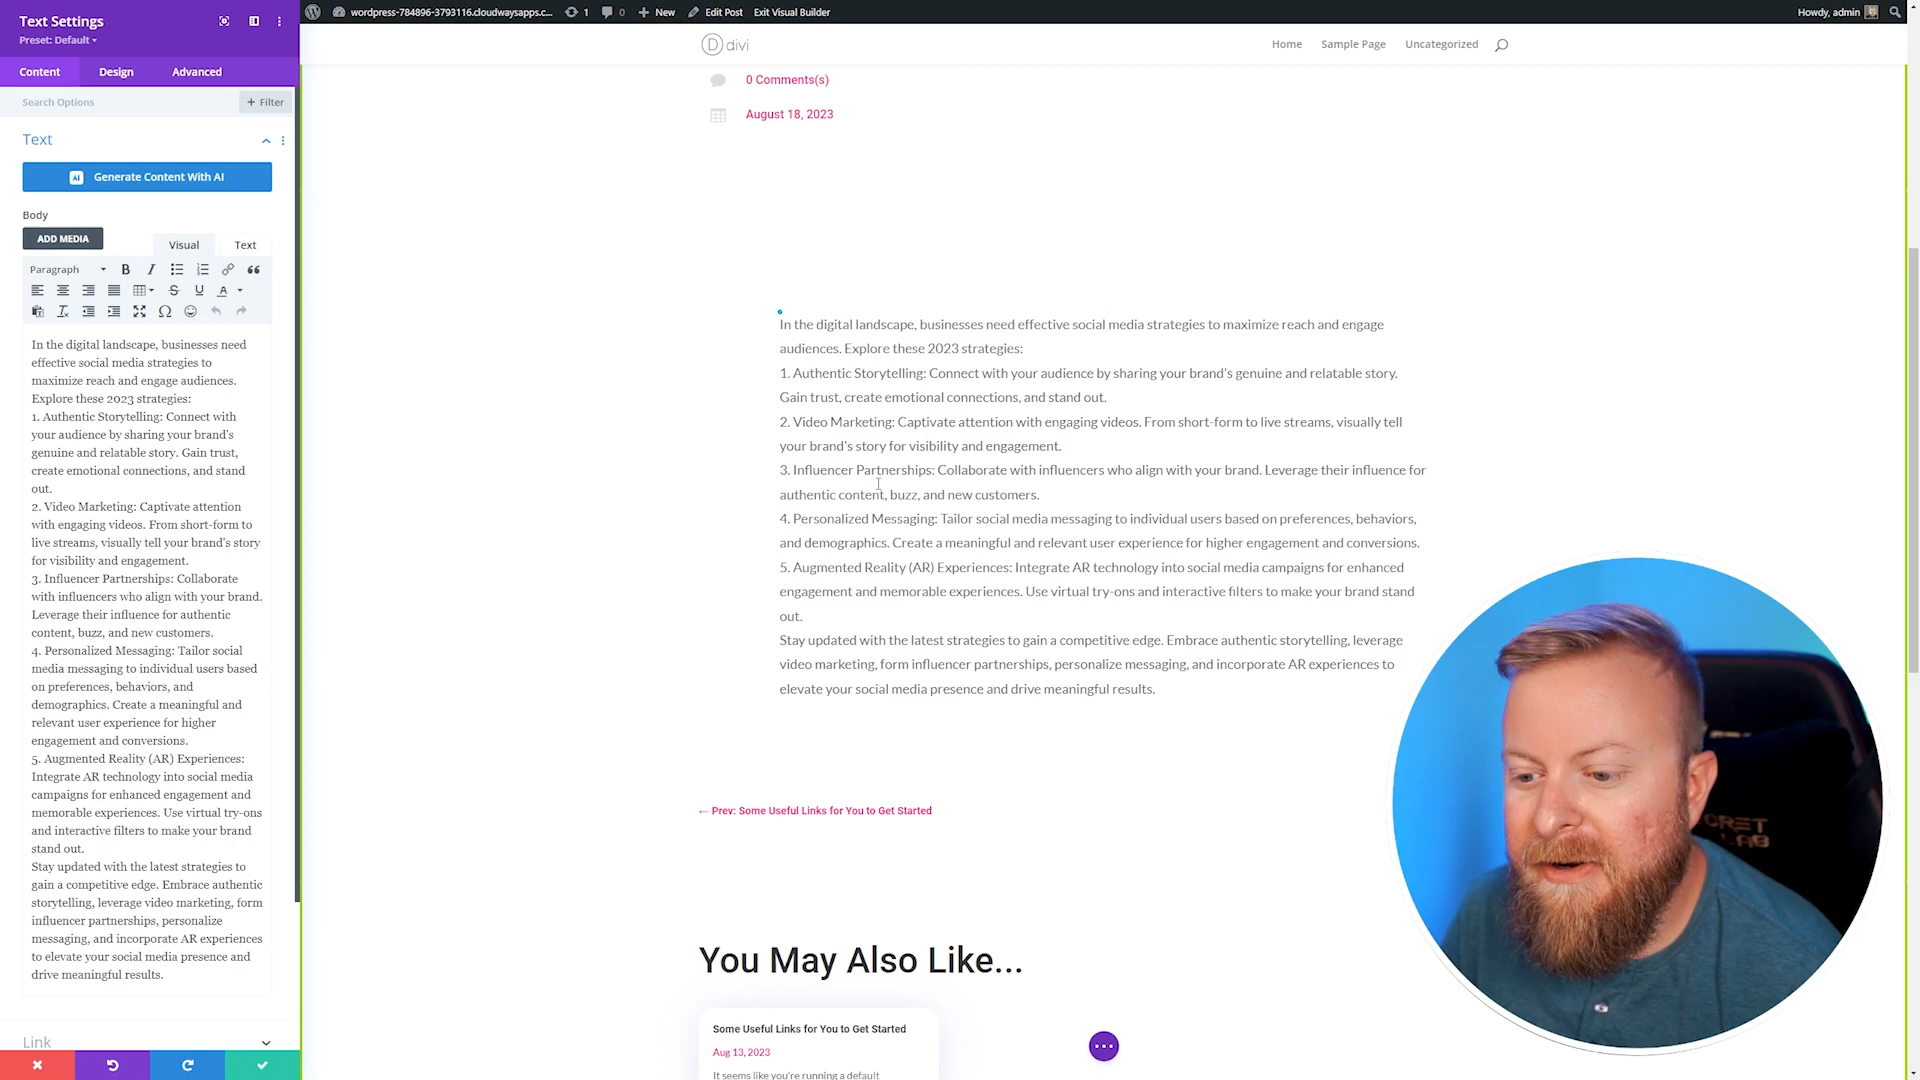 Text Settings
Preset: Default
Content Design Advanced
Search Options
+ Filter
Text
AI Generate Content With AI
Body
ADD MEDIA
Visual Text
Paragraph
In the digital landscape, businesses need
effective social media strategies to
maximize reach and engage audiences.
Explore these 2023 strategies:
1. Authentic Storytelling: Connect with
your audience by sharing your brand's
genuine and relatable story. Gain trust,
create emotional connections, and stand
out.
2. Video Marketing: Captivate attention
with engaging videos. From short-form to
live streams, visually tell your brand's story
for visibility and engagement.
3. Influencer Partnerships: Collaborate
with influencers who align with your brand.
Leverage their influence for authentic
content, buzz, and new customers.
4. Personalized Messaging: Tailor social
media messaging to individual users based
on preferences, behaviors, and
demographics. Create a meaningful and
relevant user experience for higher
engagement and conversions.
5. Augmented Reality (AR) Experiences:
Integrate AR technology into social media
campaigns for enhanced engagement and
memorable experiences. Use virtual try-ons
and interactive filters to make your brand
stand out.
Stay updated with the latest strategies to
gain a competitive edge. Embrace authentic
storytelling, leverage video marketing, form
influencer partnerships, personalize
messaging, and incorporate AR experiences
to elevate your social media presence and
drive meaningful results.
Link
wordpress-784896-3793116.cloudwaysapps.c... 1 0 New Edit Post Exit Visual Builder
Howdy, admin
divi
Home Sample Page Uncategorized
0 Comments(s)
August 18, 2023
In the digital landscape, businesses need effective social media strategies to maximize reach and engage
audiences. Explore these 2023 strategies:
1. Authentic Storytelling: Connect with your audience by sharing your brand's genuine and relatable story.
Gain trust, create emotional connections, and stand out.
2. Video Marketing: Captivate attention with engaging videos. From short-form to live streams, visually tell
your brand's story for visibility and engagement.
3. Influencer Partnerships: Collaborate with influencers who align with your brand. Leverage their influence for
authentic content, buzz, and new customers.
4. Personalized Messaging: Tailor social media messaging to individual users based on preferences, behaviors,
and demographics. Create a meaningful and relevant user experience for higher engagement and conversions.
5. Augmented Reality (AR) Experiences: Integrate AR technology into social media campaigns for enhanced
engagement and memorable experiences. Use virtual try-ons and interactive filters to make your brand stand
out.
Stay updated with the latest strategies to gain a competitive edge. Embrace authentic storytelling, leverage
video marketing, form influencer partnerships, personalize messaging, and incorporate AR experiences to
elevate your social media presence and drive meaningful results.
← Prev: Some Useful Links for You to Get Started
You May Also Like...
Some Useful Links for You to Get Started
Aug 13, 2023
It seems like you're running a default